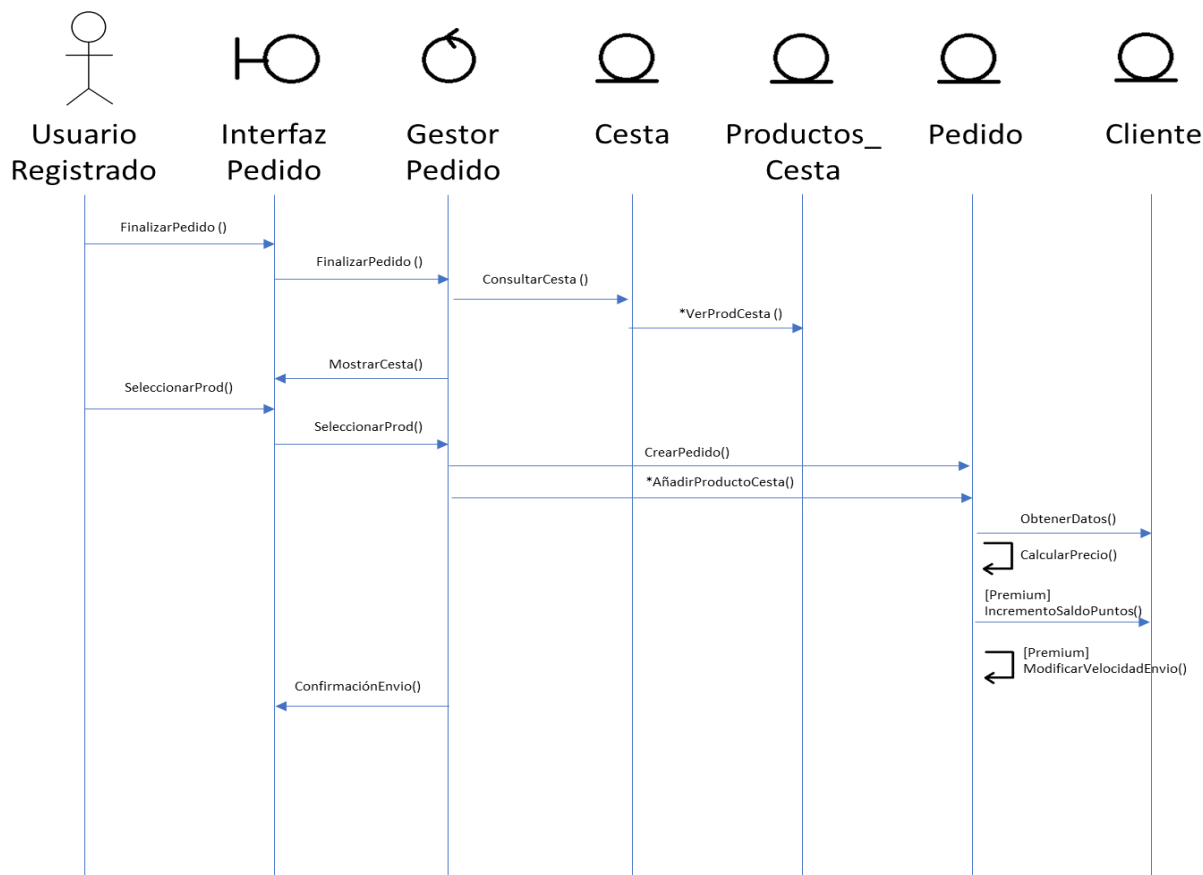 Usuario
Registrado
Interfaz
Pedido
Gestor
Pedido
Cesta
Productos_
Cesta
Pedido
Cliente
FinalizarPedido ()
FinalizarPedido ()
ConsultarCesta ()
*VerProdCesta ()
MostrarCesta()
SeleccionarProd()
SeleccionarProd()
CrearPedido()
*AñadirProductoCesta()
ObtenerDatos()
CalcularPrecio()
[Premium]
IncrementoSaldoPuntos()
[Premium]
ModificarVelocidadEnvio()
ConfirmaciónEnvio()